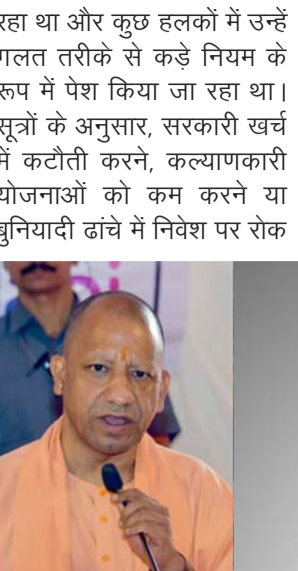 रहा था और कुछ हलकों में उन्हें
गलत तरीके से कड़े नियम के
रूप में पेश किया जा रहा था।
सूत्रों के अनुसार, सरकारी खर्च
में कटौती करने, कल्याणकारी
योजनाओं को कम करने या
बुनियादी ढांचे में निवेश पर रोक